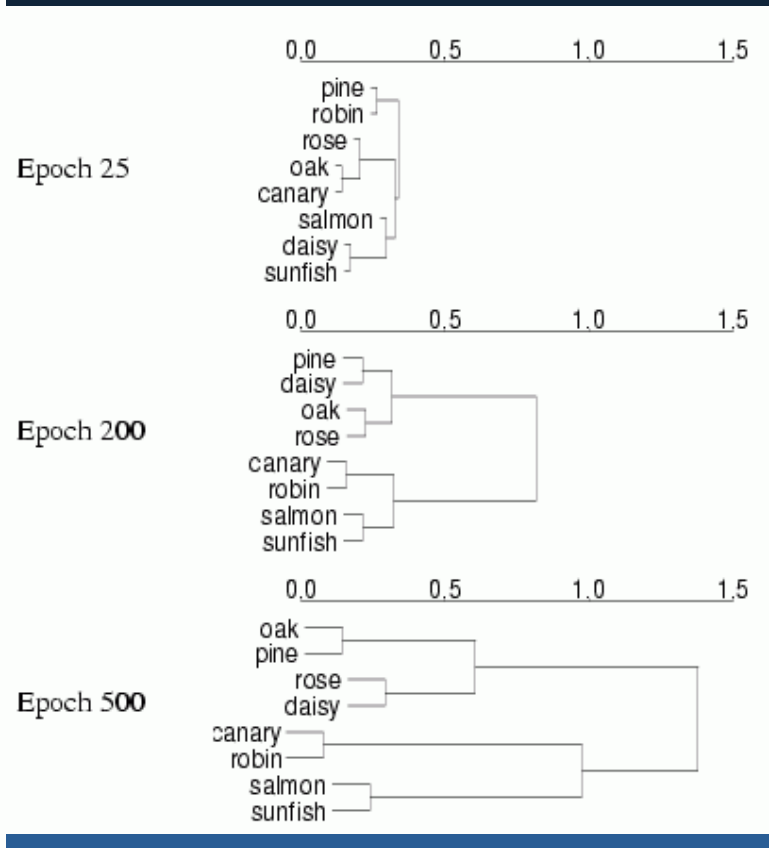 0.0 0.5 1.0 1.5
pine
robin
rose
Epoch 25
oak
canary
salmon
daisy
sunfish
0.0 0.5 1.0 1.5
pine
daisy
oak
Epoch 200
rose
canary
robin
salmon
sunfish
0.0 0.5 1.0 1.5
oak
pine
rose
Epoch 500
daisy
canary
robin
salmon
sunfish